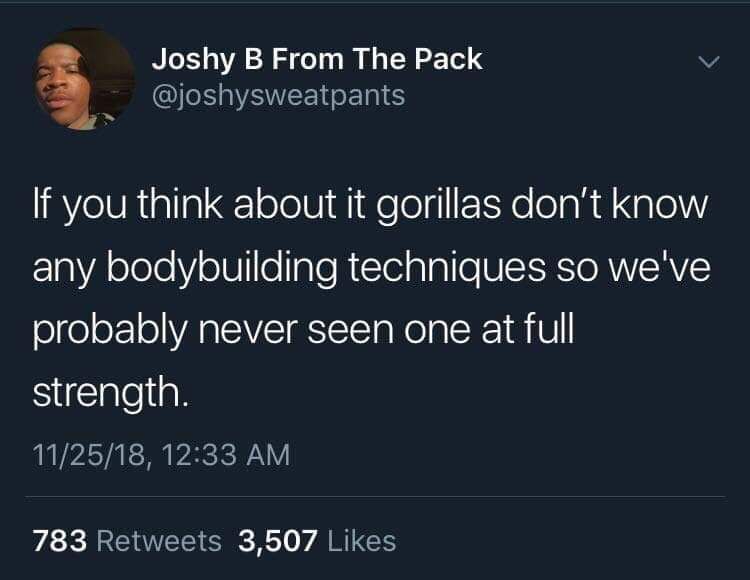 Joshy B From The Pack
@joshysweatpants
If you think about it gorillas don’t know
any bodybuilding techniques so we've
probably never seen one at full
strength.
11/25/18, 12:33 AM
783 Retweets 3,507 Likes